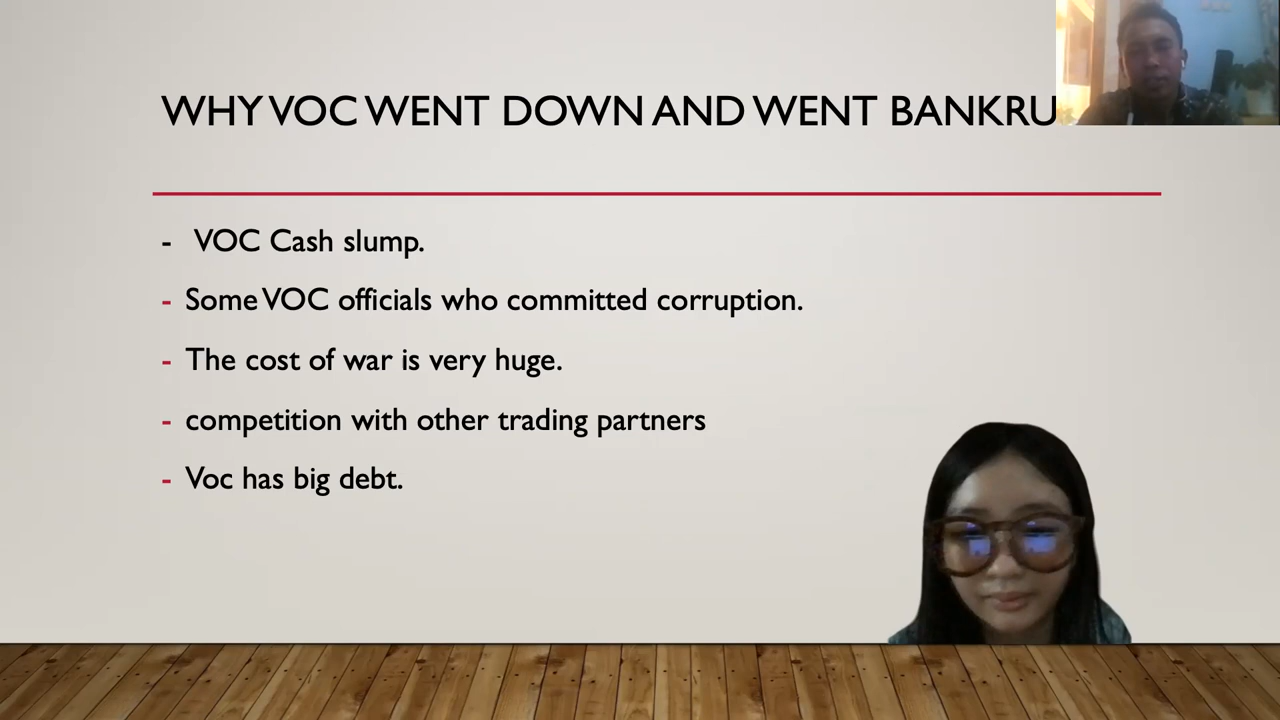 WHY VOC WENT DOWN AND WENT BANKRU
- VOC Cash slump.
- Some VOC officials who committed corruption.
- The cost of war is very huge.
- competition with other trading partners
- Voc has big debt.